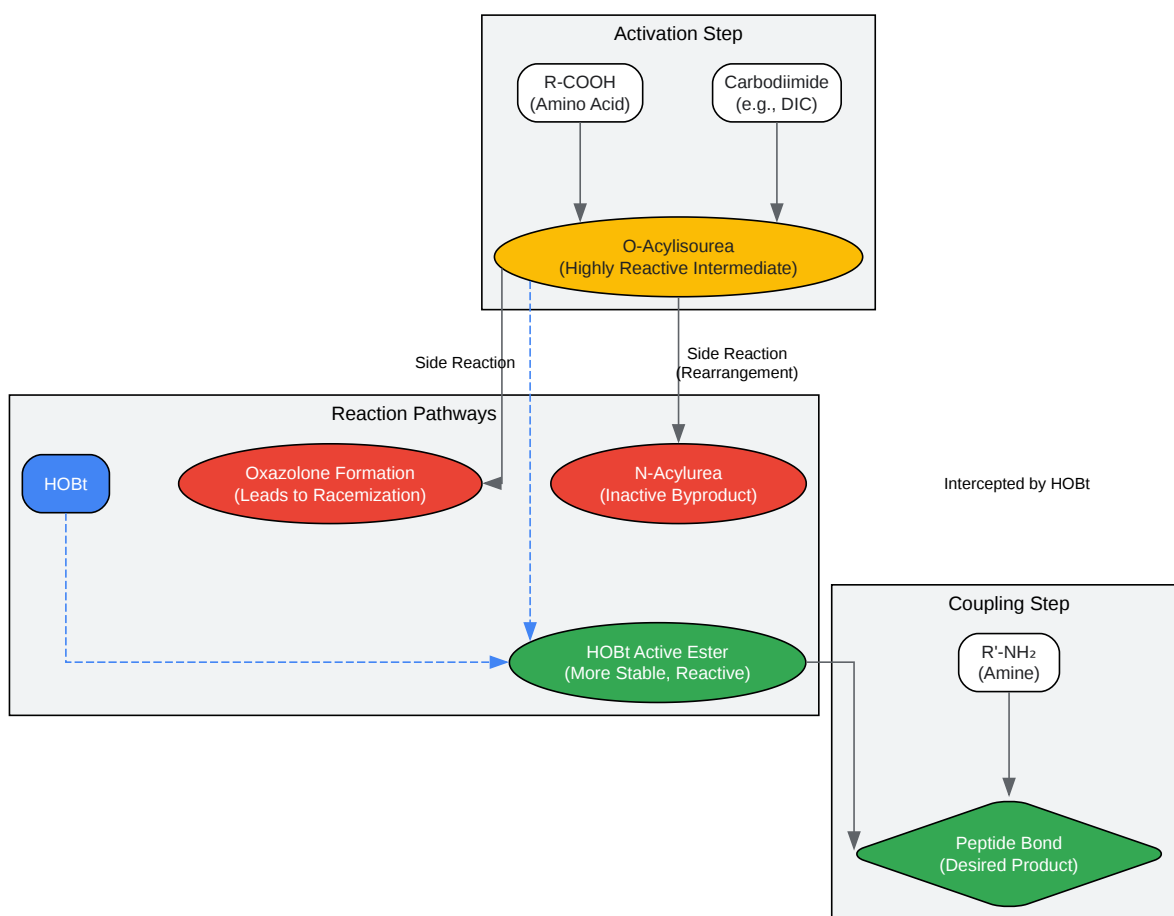 Activation Step
R-COOH
(Amino Acid)
Carbodiimide
(e.g., DIC)
O-Acylisourea
(Highly Reactive Intermediate)
Side Reaction
Side Reaction
(Rearrangement)
Reaction Pathways
HOBt
Oxazolone Formation
(Leads to Racemization)
N-Acylurea
(Inactive Byproduct)
Intercepted by HOBt
HOBt Active Ester
(More Stable, Reactive)
Coupling Step
R'-NH₂
(Amine)
Peptide Bond
(Desired Product)